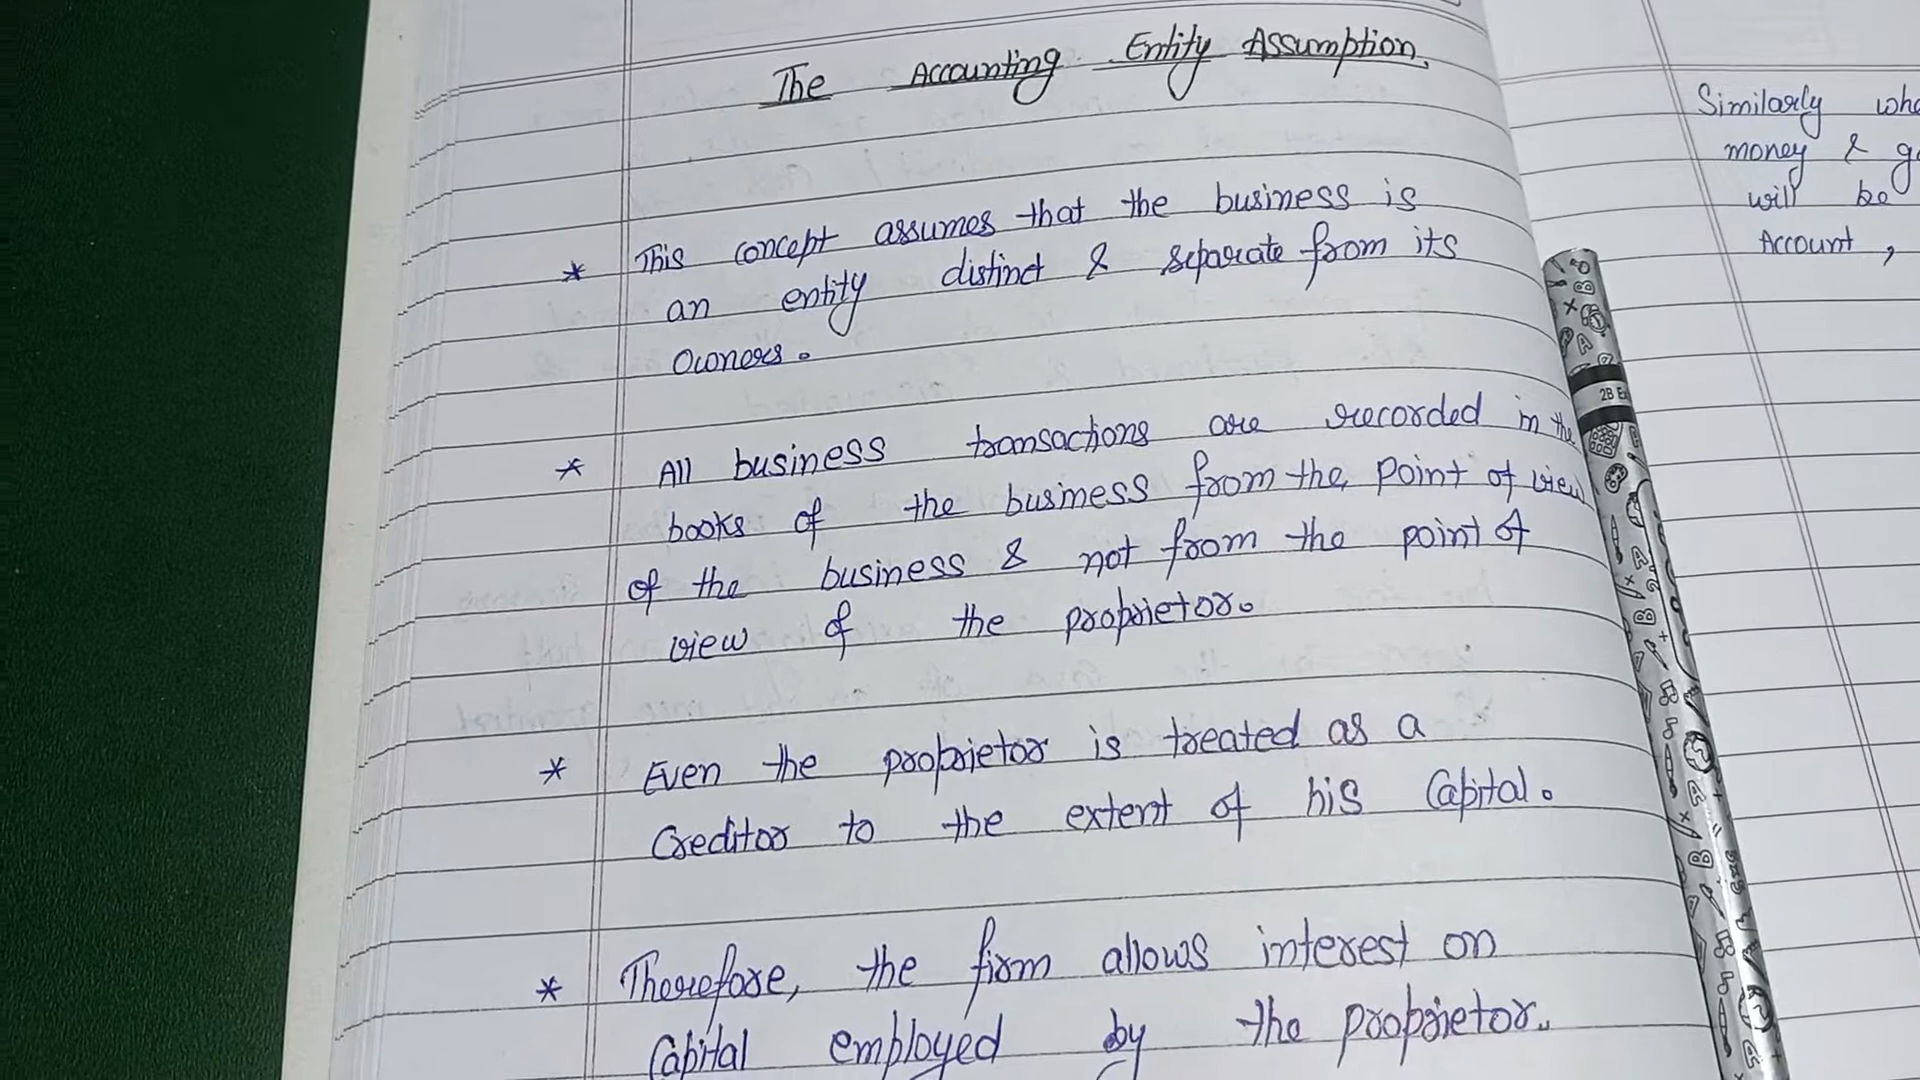 The Accounting Entity Assumption.
* This concept assumes that the business is
an entity distinct & separate from its
owners.
* All business transactions are recorded in the
books of the business from the point of view
of the business & not from the point of
view of the proprietor.
* Even the proprietor is treated as a
Creditor to the extent of his Capital.
* Therefore, the firm allows interest on
Capital employed by the proprietor.
Similarly
money &
will be
Account,
2B